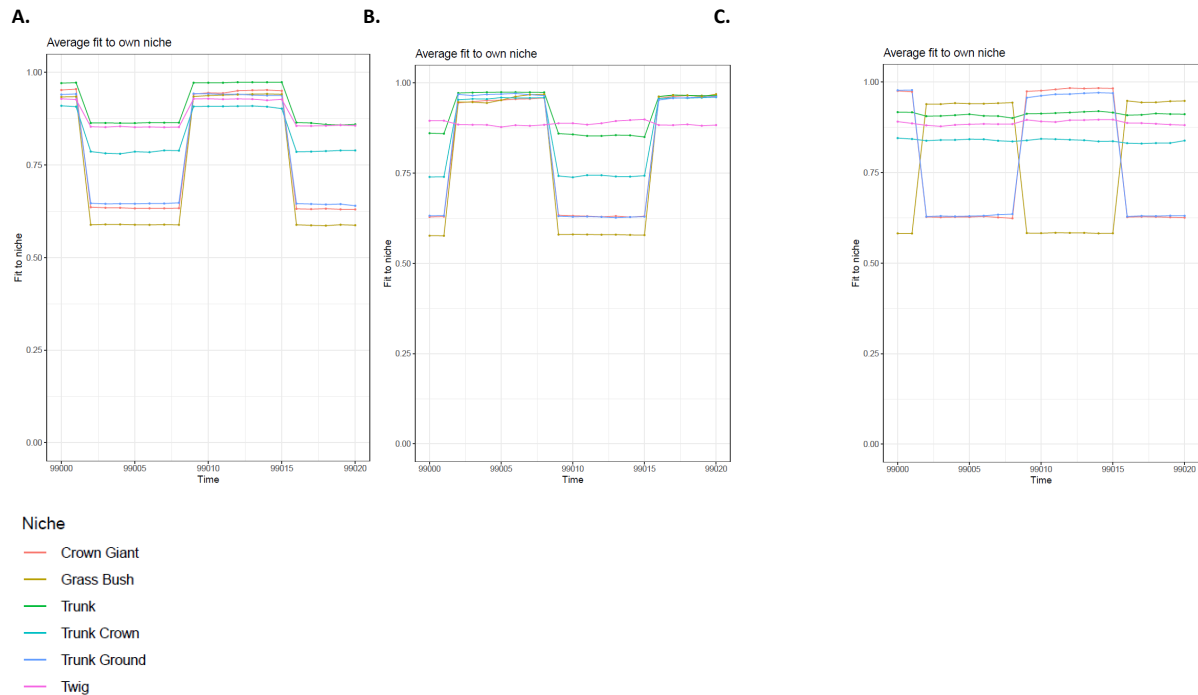 A.
B.
C.
Average fit to own niche
Average fit to own niche
Average fit to own niche
1.00
0.75
0.50
0.25
0.00
Fit to niche
99000
99005
99010
99015
99020
Time
1.00
0.75
0.50
0.25
0.00
Fit to niche
99000
99005
99010
99015
99020
Time
1.00
0.75
0.50
0.25
0.00
Fit to niche
99000
99005
99010
99015
99020
Time
Niche
Crown Giant
Grass Bush
Trunk
Trunk Crown
Trunk Ground
Twig